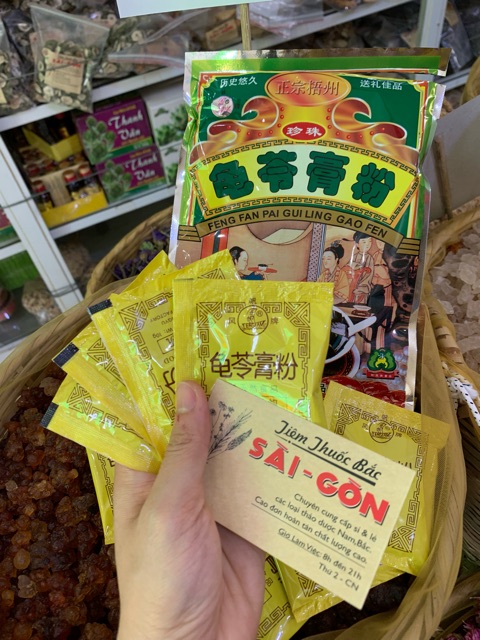 历史悠久
正宗梧州
送礼佳品
珍珠
龟苓膏粉
FENG FAN PAI GUI LING GAO FEN
Thanh
Vân
Thanh
Vân
龟苓膏粉
Tiệm Thuốc Bắc
SÀI-GÒN
Chuyên cung cấp sỉ & lẻ
các loại thảo dược Nam, Bắc.
Cao đơn hoàn tán chất lượng cao.
Giờ Làm Việc: 8h đến 21h
Thứ 2 - CN